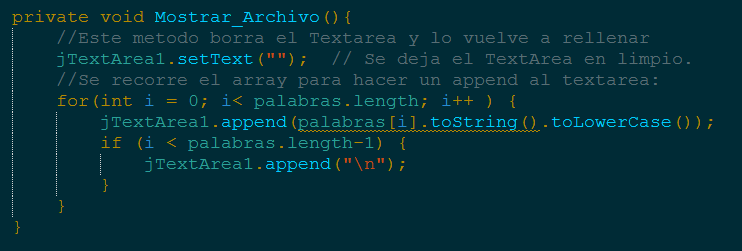 private void Mostrar_Archivo(){
//Este metodo borra el Textarea y lo vuelve a rellenar
jTextArea1.setText("");  // Se deja el TextArea en limpio.
//Se recorre el array para hacer un append al textarea:
for(int i = 0; i< palabras.length; i++ ) {
jTextArea1.append(palabras[i].toString().toLowerCase());
if (i < palabras.length-1) {
jTextArea1.append("\n");
}
}
}